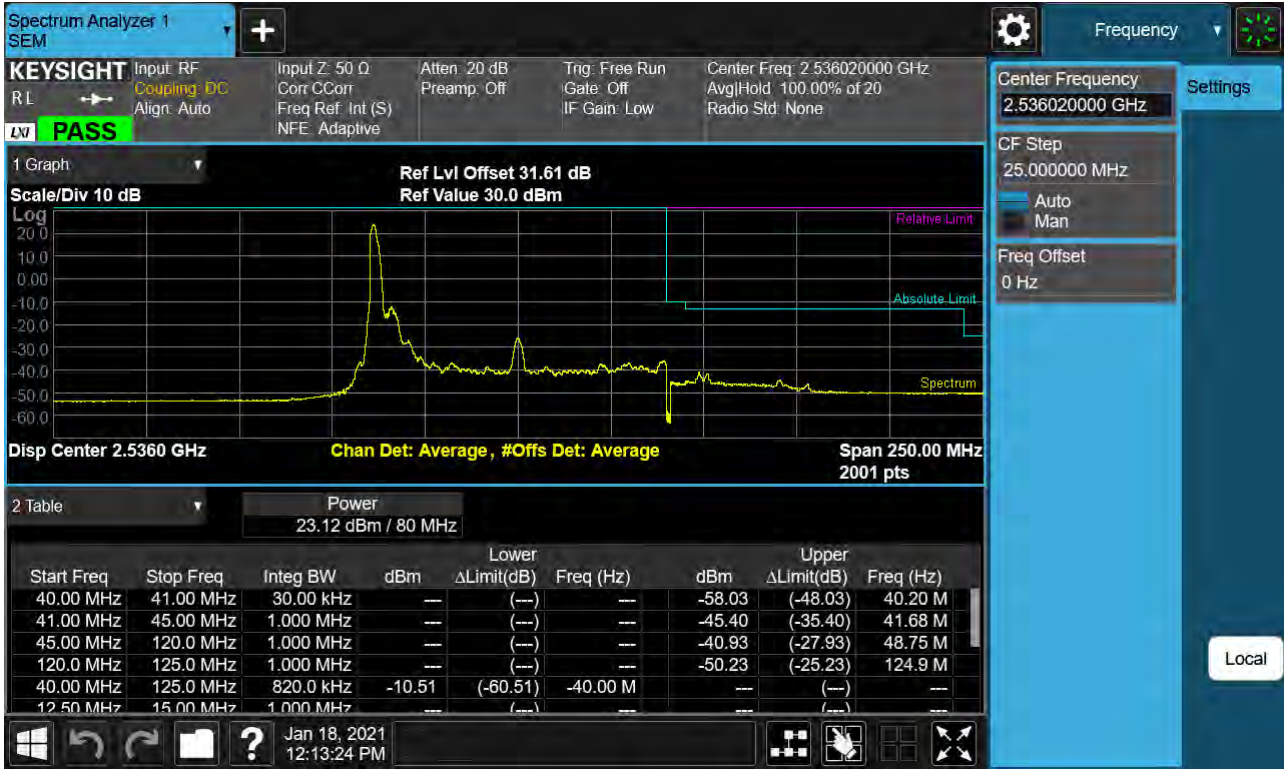 Spectrum Analyzer 1
SEM
Frequency
KEYSIGHT
R L
LXI
PASS
Input: RF
Coupling: DC
Align: Auto
Input Z: 50 Ω
Corr CCorr
Freq Ref: Int (S)
NFE: Adaptive
Atten: 20 dB
Preamp: Off
Trig: Free Run
Gate: Off
IF Gain: Low
Center Freq: 2.536020000 GHz
Avg|Hold: 100.00% of 20
Radio Std: None
Center Frequency
2.536020000 GHz
Settings
CF Step
25.000000 MHz
Auto
Man
Freq Offset
0 Hz
Local
1 Graph
Scale/Div 10 dB
Ref Lvl Offset 31.61 dB
Ref Value 30.0 dBm
Log
20.0
10.0
0.00
-10.0
-20.0
-30.0
-40.0
-50.0
-60.0
Relative Limit
Absolute Limit
Spectrum
Disp Center 2.5360 GHz
Chan Det: Average, #Offs Det: Average
Span 250.00 MHz
2001 pts
2 Table
Power
23.12 dBm / 80 MHz
Lower Upper
Start Freq Stop Freq Integ BW dBm ΔLimit(dB) Freq (Hz) dBm ΔLimit(dB) Freq (Hz)
40.00 MHz 41.00 MHz 30.00 kHz --- (---) --- -58.03 (-48.03) 40.20 M
41.00 MHz 45.00 MHz 1.000 MHz --- (---) --- -45.40 (-35.40) 41.68 M
45.00 MHz 120.0 MHz 1.000 MHz --- (---) --- -40.93 (-27.93) 48.75 M
120.0 MHz 125.0 MHz 1.000 MHz --- (---) --- -50.23 (-25.23) 124.9 M
40.00 MHz 125.0 MHz 820.0 kHz -10.51 (-60.51) -40.00 M --- (---) ---
12.50 MHz 15.00 MHz 1.000 MHz --- (---) --- --- (---) ---
Jan 18, 2021
12:13:24 PM